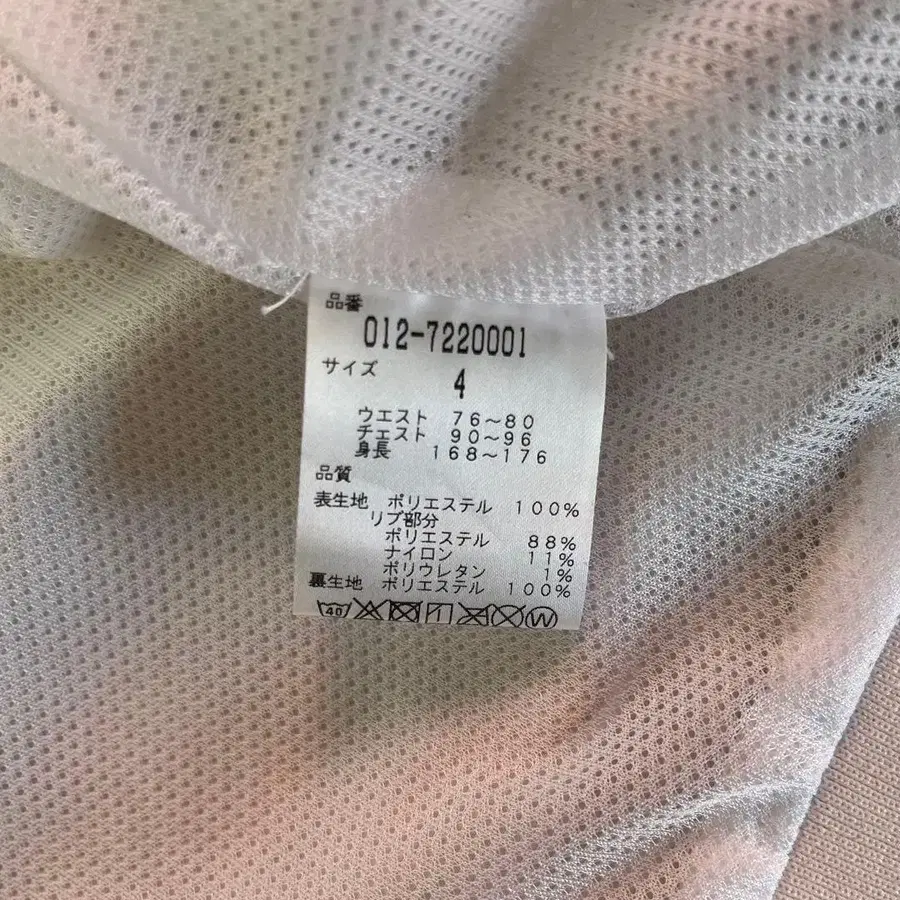 品番
012-7220001
サイズ
4
ウエスト 76～80
チェスト 90～96
身長 168～176
品質
表生地 ポリエステル 100%
リブ部分
ポリエステル 88%
ナイロン 11%
ポリウレタン 1%
裏生地 ポリエステル 100%
40 W